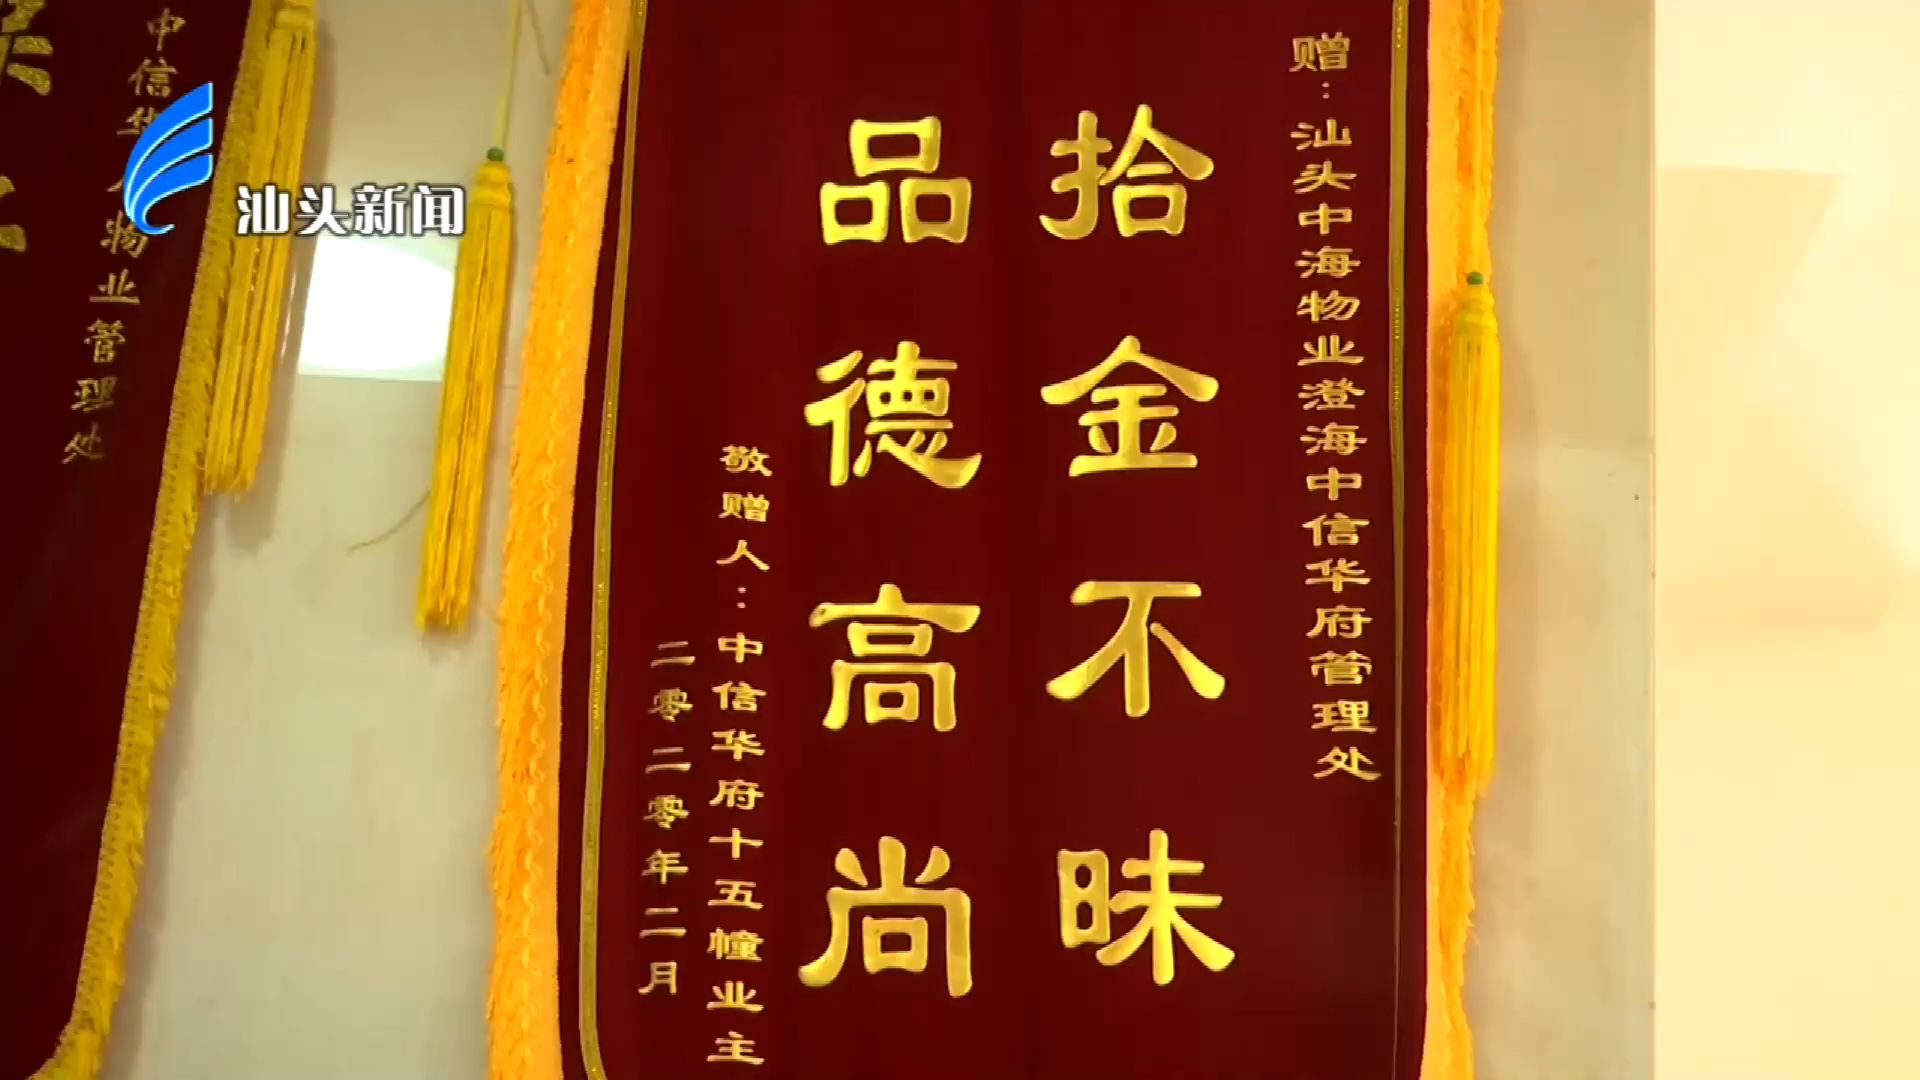 汕头新闻
赠：汕头中海物业澄海中信华府管理处
拾金不昧
品德高尚
敬赠人：中信华府十五幢业主
二零二零年二月
中信华
物业管理处